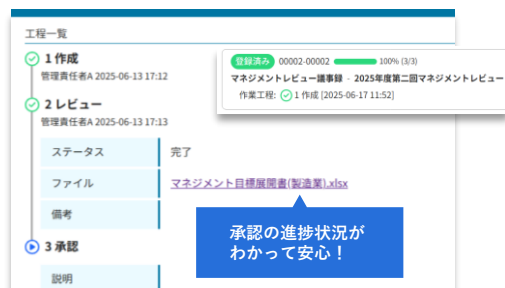 工程一覧
1 作成
管理責任者A 2025-06-13 17:12
登録済み 00002-00002 100% (3/3)
マネジメントレビュー議事録 - 2025年度第二回マネジメントレビュー
作業工程: 1 作成 [2025-06-17 11:52]
2 レビュー
管理責任者A 2025-06-13 17:13
ステータス 完了
ファイル マネジメント目標展開書(製造業).xlsx
備考
承認の進捗状況が
わかって安心！
3 承認
説明